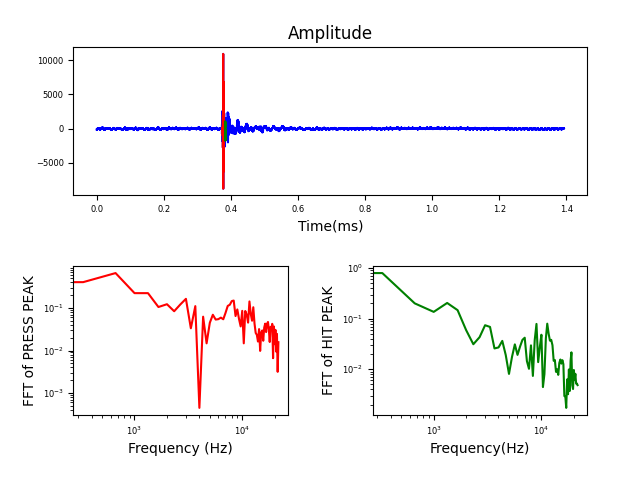 Amplitude
10000
5000
0
−5000
0.0 0.2 0.4 0.6 0.8 1.0 1.2 1.4
Time(ms)
FFT of PRESS PEAK
10⁻¹
10⁻²
10⁻³
10³ 10⁴
Frequency (Hz)
FFT of HIT PEAK
10⁰
10⁻¹
10⁻²
10³ 10⁴
Frequency(Hz)